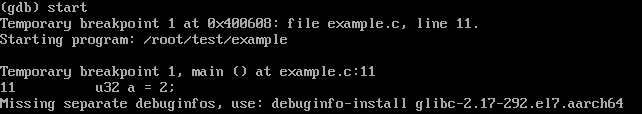 (gdb) start
Temporary breakpoint 1 at 0x400608: file example.c, line 11.
Starting program: /root/test/example
Temporary breakpoint 1, main () at example.c:11
11          u32 a = 2;
Missing separate debuginfos, use: debuginfo-install glibc-2.17-292.el7.aarch64